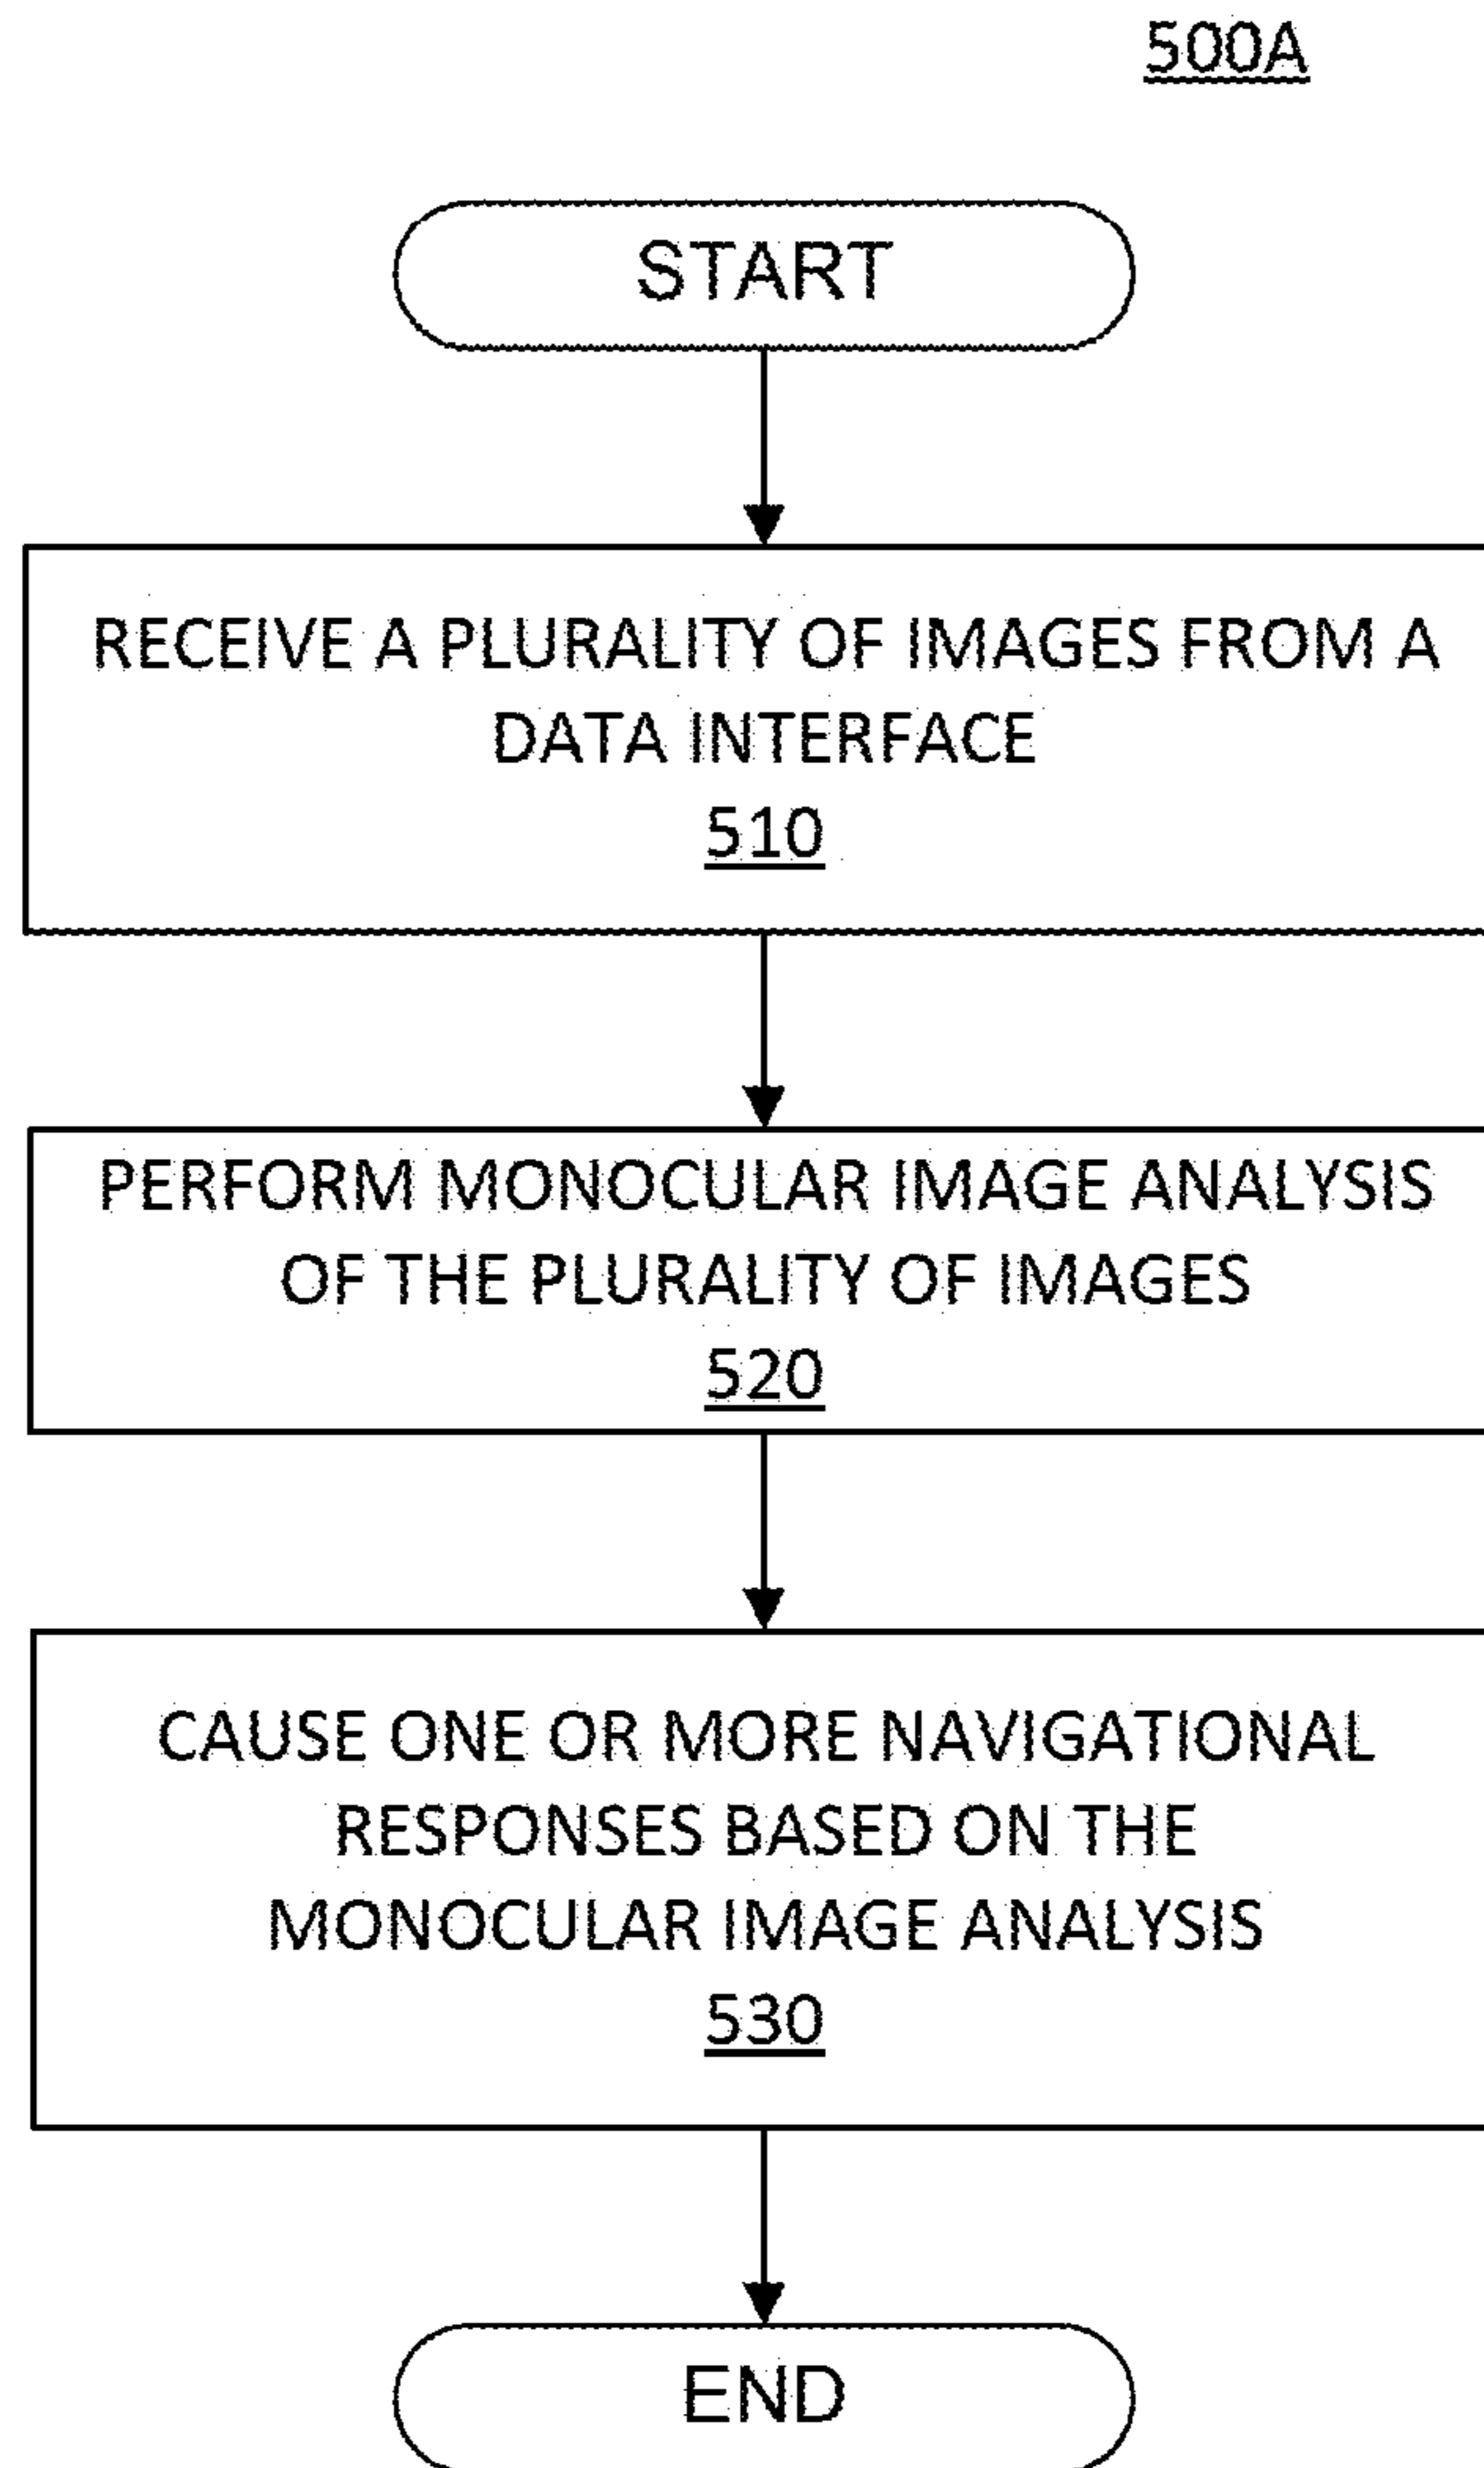 500A
START
RECEIVE A PLURALITY OF IMAGES FROM A
DATA INTERFACE
510
PERFORM MONOCULAR IMAGE ANALYSIS
OF THE PLURALITY OF IMAGES
520
CAUSE ONE OR MORE NAVIGATIONAL
RESPONSES BASED ON THE
MONOCULAR IMAGE ANALYSIS
530
END